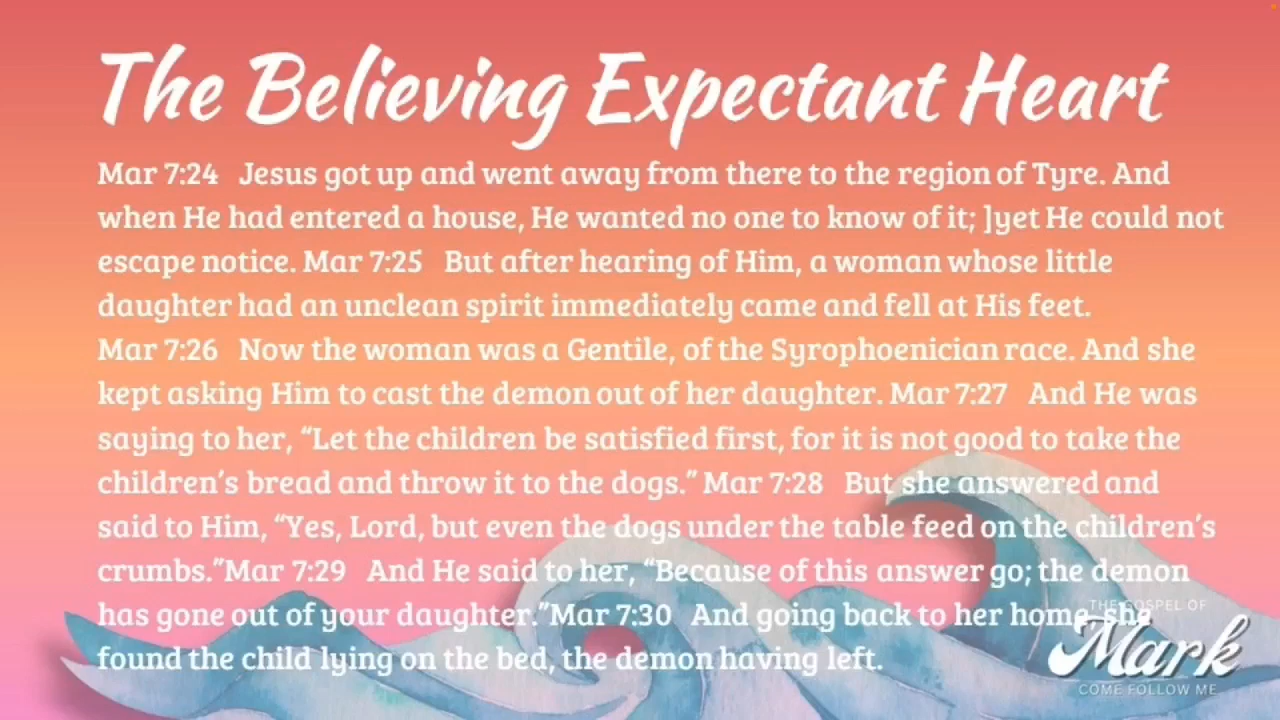 The Believing Expectant Heart
Mar 7:24 Jesus got up and went away from there to the region of Tyre. And
when He had entered a house, He wanted no one to know of it; ]yet He could not
escape notice. Mar 7:25 But after hearing of Him, a woman whose little
daughter had an unclean spirit immediately came and fell at His feet.
Mar 7:26 Now the woman was a Gentile, of the Syrophoenician race. And she
kept asking Him to cast the demon out of her daughter. Mar 7:27 And He was
saying to her, “Let the children be satisfied first, for it is not good to take the
children’s bread and throw it to the dogs.” Mar 7:28 But she answered and
said to Him, “Yes, Lord, but even the dogs under the table feed on the children’s
crumbs.”Mar 7:29 And He said to her, “Because of this answer go; the demon
has gone out of your daughter.”Mar 7:30 And going back to her home, she
found the child lying on the bed, the demon having left.
THE GOSPEL OF
Mark
COME FOLLOW ME